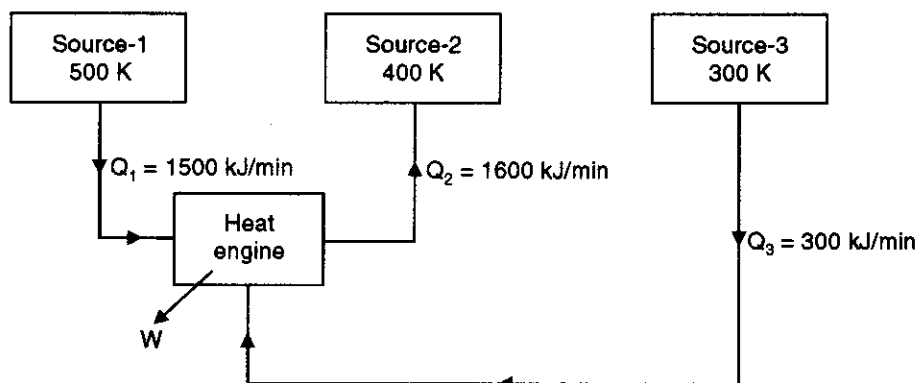 Source-1
500 K
Source-2
400 K
Source-3
300 K
Q₁ = 1500 kJ/min
Q₂ = 1600 kJ/min
Heat
engine
Q₃ = 300 kJ/min
W